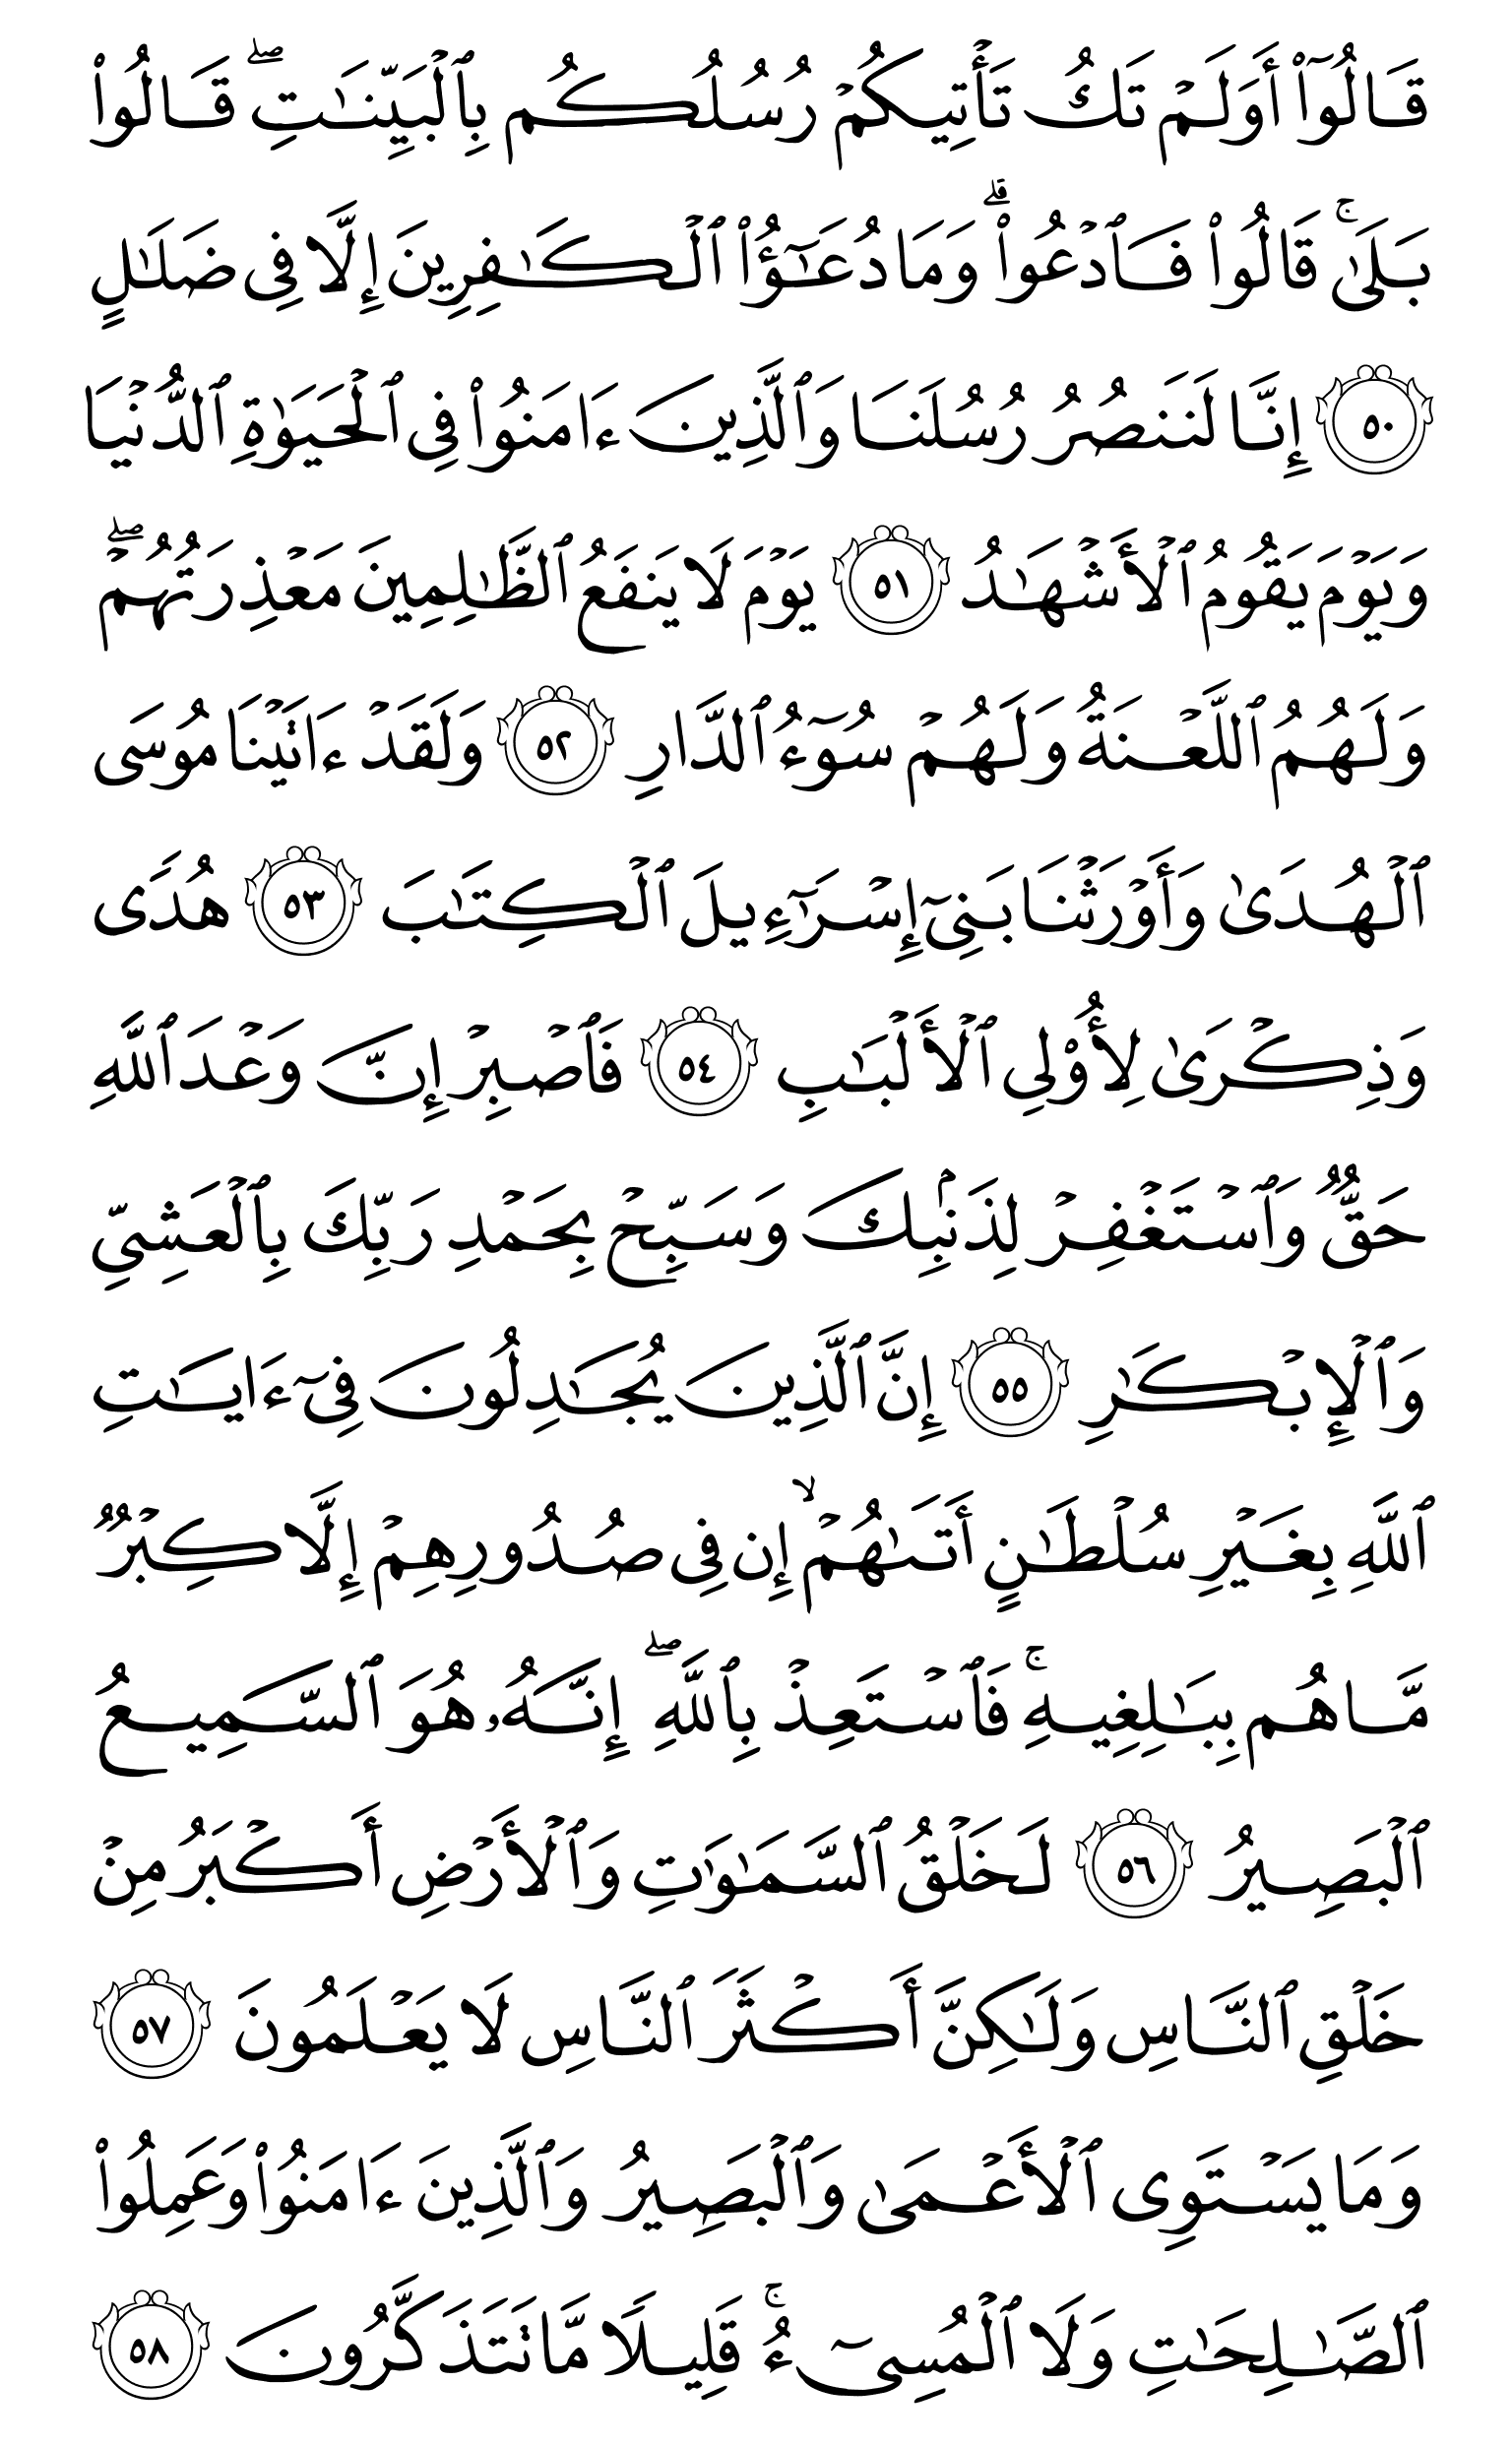 قَالُوٓا۟ أَوَلَمْ تَكُ تَأْتِيكُمْ رُسُلُكُم بِٱلْبَيِّنَـٰتِ ۖ قَالُوا۟
بَلَىٰ ۚ قَالُوا۟ فَٱدْعُوا۟ ۗ وَمَا دُعَـٰٓؤُا۟ ٱلْكَـٰفِرِينَ إِلَّا فِى ضَلَـٰلٍ
٥٠ إِنَّا لَنَنصُرُ رُسُلَنَا وَٱلَّذِينَ ءَامَنُوا۟ فِى ٱلْحَيَوٰةِ ٱلدُّنْيَا
وَيَوْمَ يَقُومُ ٱلْأَشْهَـٰدُ ٥١ يَوْمَ لَا يَنفَعُ ٱلظَّـٰلِمِينَ مَعْذِرَتُهُمْ ۖ
وَلَهُمُ ٱللَّعْنَةُ وَلَهُمْ سُوٓءُ ٱلدَّارِ ٥٢ وَلَقَدْ ءَاتَيْنَا مُوسَى
ٱلْهُدَىٰ وَأَوْرَثْنَا بَنِىٓ إِسْرَٰٓءِيلَ ٱلْكِتَـٰبَ ٥٣ هُدًى
وَذِكْرَىٰ لِأُو۟لِى ٱلْأَلْبَـٰبِ ٥٤ فَٱصْبِرْ إِنَّ وَعْدَ ٱللَّهِ
حَقٌّ وَٱسْتَغْفِرْ لِذَنۢبِكَ وَسَبِّحْ بِحَمْدِ رَبِّكَ بِٱلْعَشِىِّ
وَٱلْإِبْكَـٰرِ ٥٥ إِنَّ ٱلَّذِينَ يُجَـٰدِلُونَ فِىٓ ءَايَـٰتِ
ٱللَّهِ بِغَيْرِ سُلْطَـٰنٍ أَتَىٰهُمْ ۙ إِن فِى صُدُورِهِمْ إِلَّا كِبْرٌ
مَّا هُم بِبَـٰلِغِيهِ ۚ فَٱسْتَعِذْ بِٱللَّهِ ۖ إِنَّهُۥ هُوَ ٱلسَّمِيعُ
ٱلْبَصِيرُ ٥٦ لَخَلْقُ ٱلسَّمَـٰوَٰتِ وَٱلْأَرْضِ أَكْبَرُ مِنْ
خَلْقِ ٱلنَّاسِ وَلَـٰكِنَّ أَكْثَرَ ٱلنَّاسِ لَا يَعْلَمُونَ ٥٧
وَمَا يَسْتَوِى ٱلْأَعْمَىٰ وَٱلْبَصِيرُ وَٱلَّذِينَ ءَامَنُوا۟ وَعَمِلُوا۟
ٱلصَّـٰلِحَـٰتِ وَلَا ٱلْمُسِىٓءُ ۚ قَلِيلًا مَّا تَتَذَكَّرُونَ ٥٨